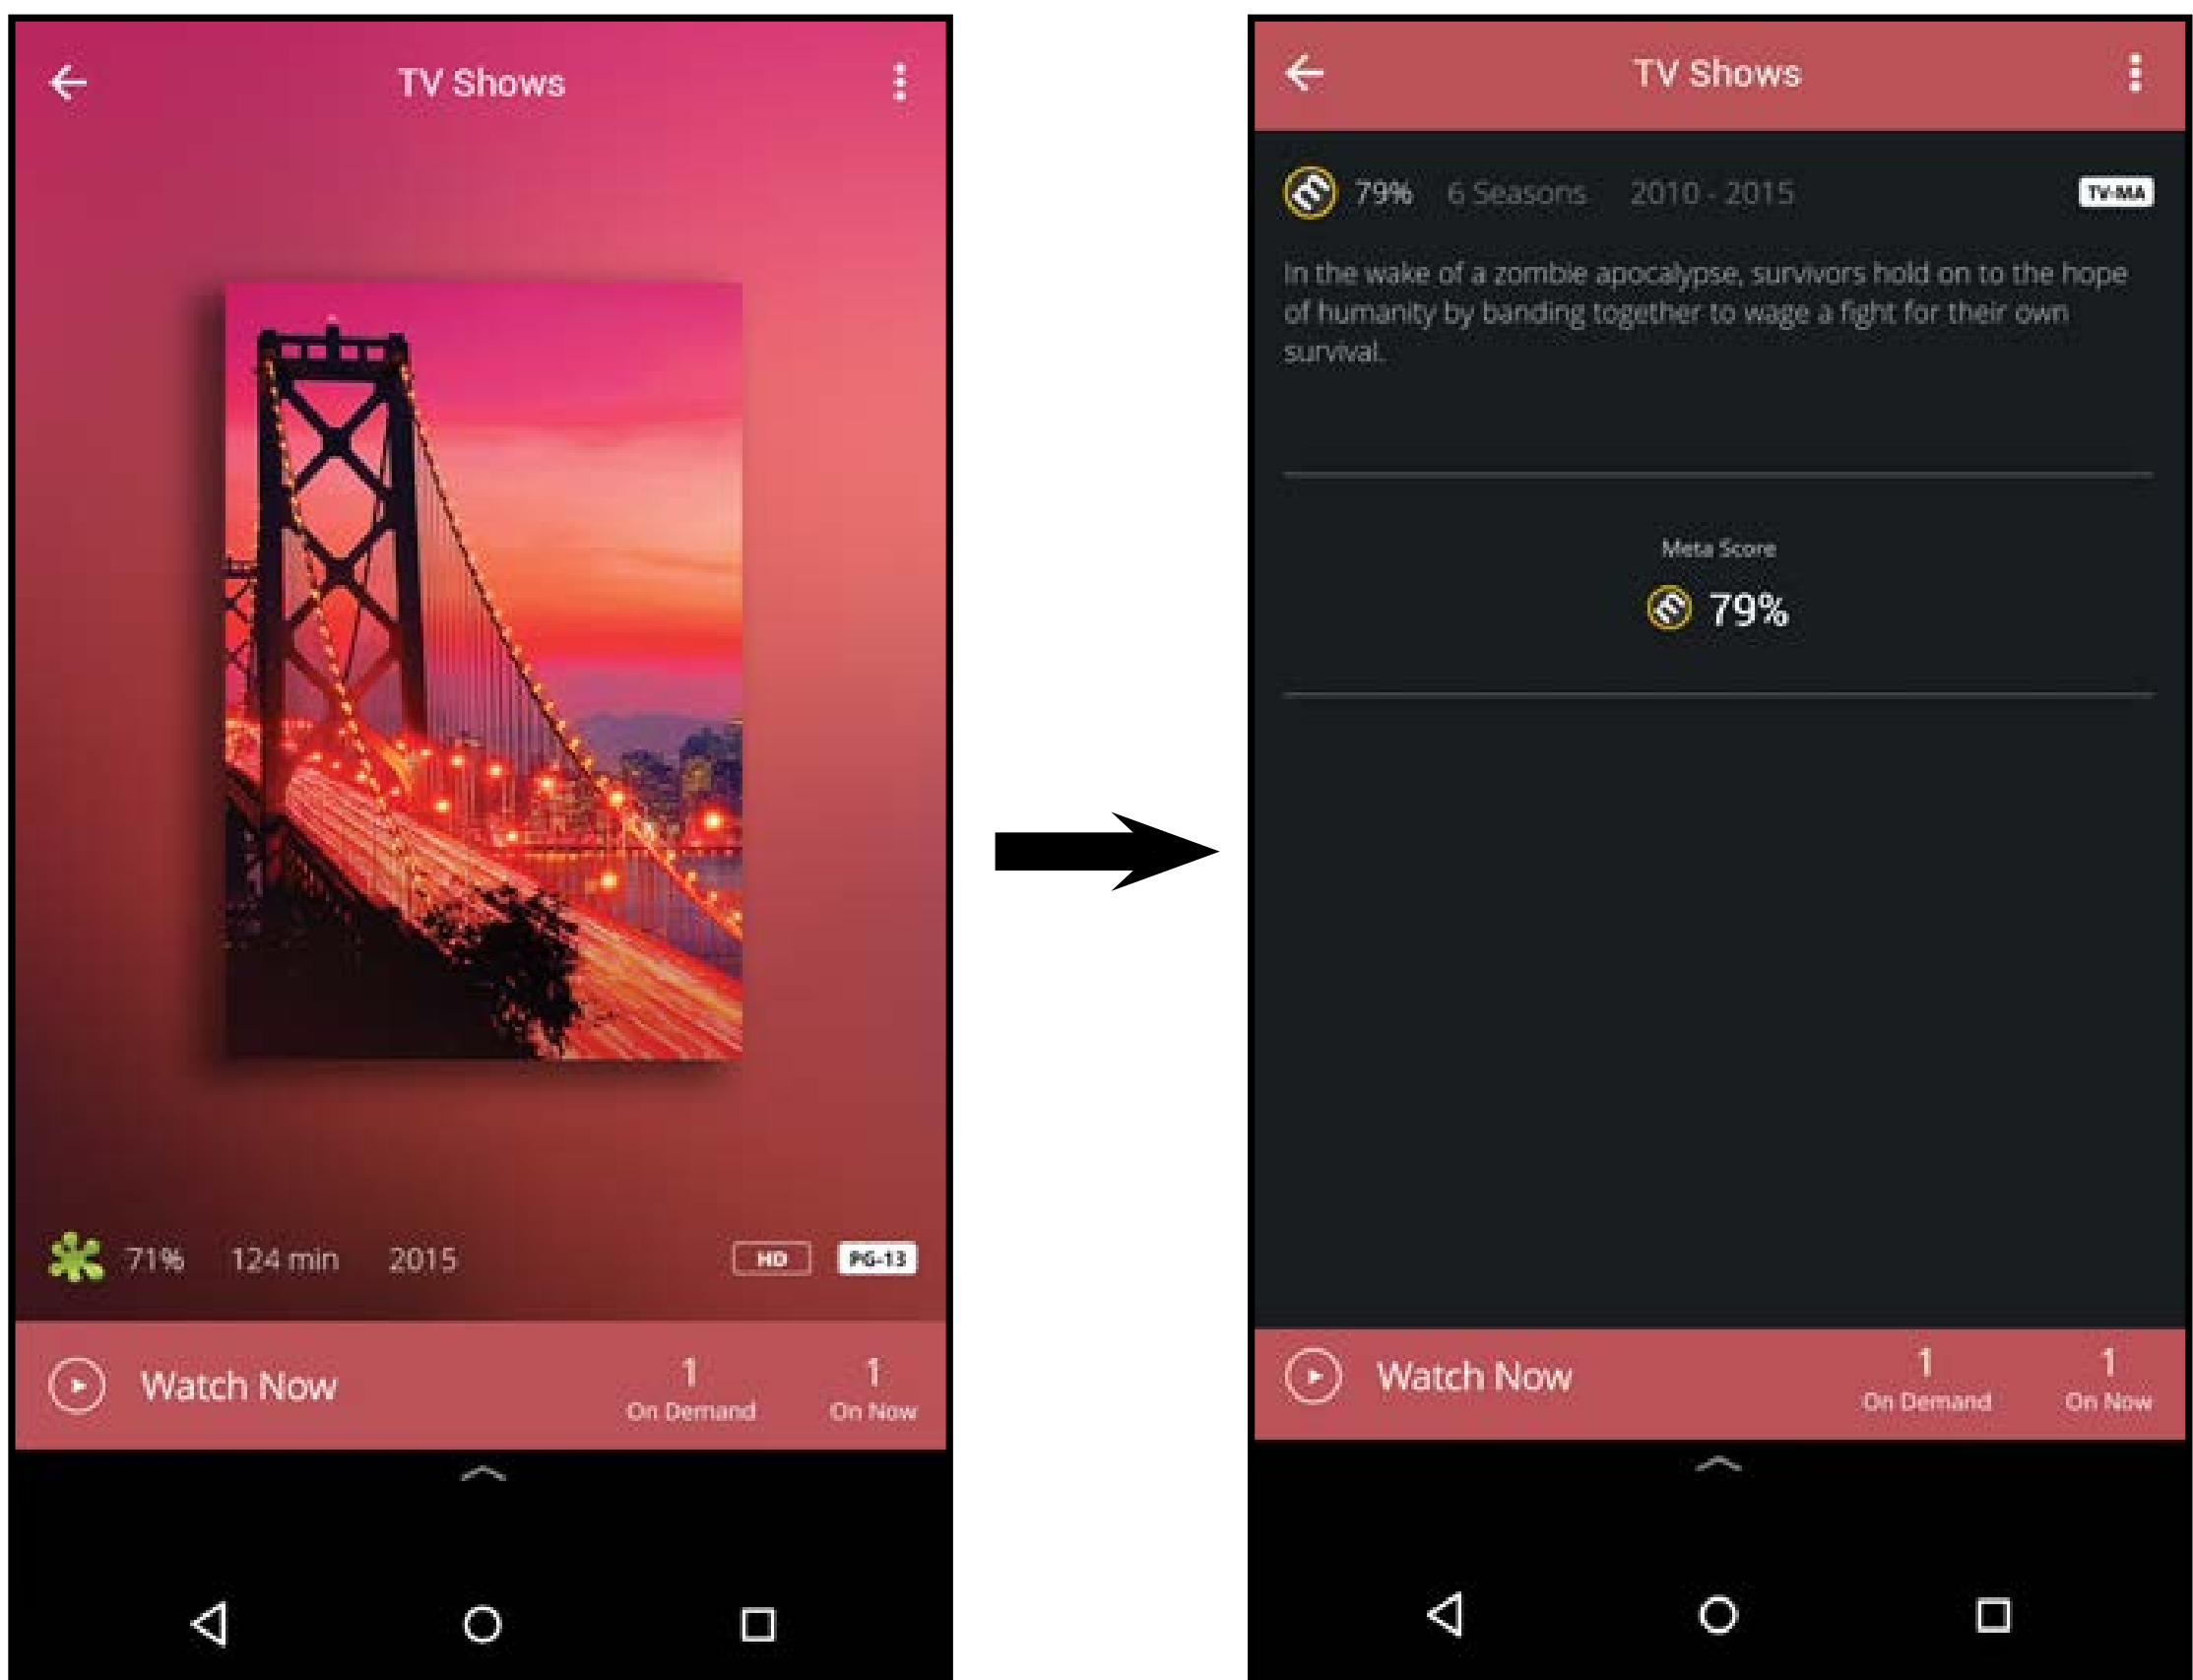 TV Shows
71% 124 min 2015 HD PG-13
Watch Now
1 On Demand
1 On Now
TV Shows
m 79% 6 Seasons 2010 - 2015 TV-MA
In the wake of a zombie apocalypse, survivors hold on to the hope
of humanity by banding together to wage a fight for their own
survival.
Meta Score
m 79%
Watch Now
1 On Demand
1 On Now